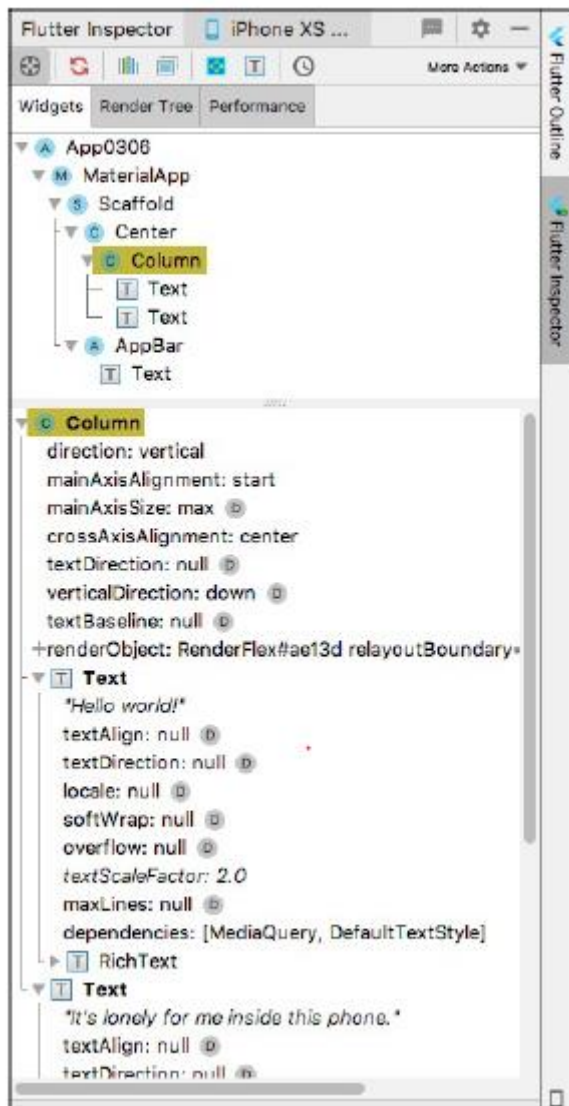 Flutter Inspector iPhone XS ...
More Actions
Widgets Render Tree Performance
App0306
MaterialApp
Scaffold
Center
Column
Text
Text
AppBar
Text
Column
direction: vertical
mainAxisAlignment: start
mainAxisSize: max D
crossAxisAlignment: center
textDirection: null D
verticalDirection: down D
textBaseline: null D
renderObject: RenderFlex#ae13d relayoutBoundary=
Text
"Hello world!"
textAlign: null D
textDirection: null D
locale: null D
softWrap: null D
overflow: null D
textScaleFactor: 2.0
maxLines: null D
dependencies: [MediaQuery, DefaultTextStyle]
RichText
Text
"It's lonely for me inside this phone."
textAlign: null D
textDirection: null D
Flutter Outline
Flutter Inspector